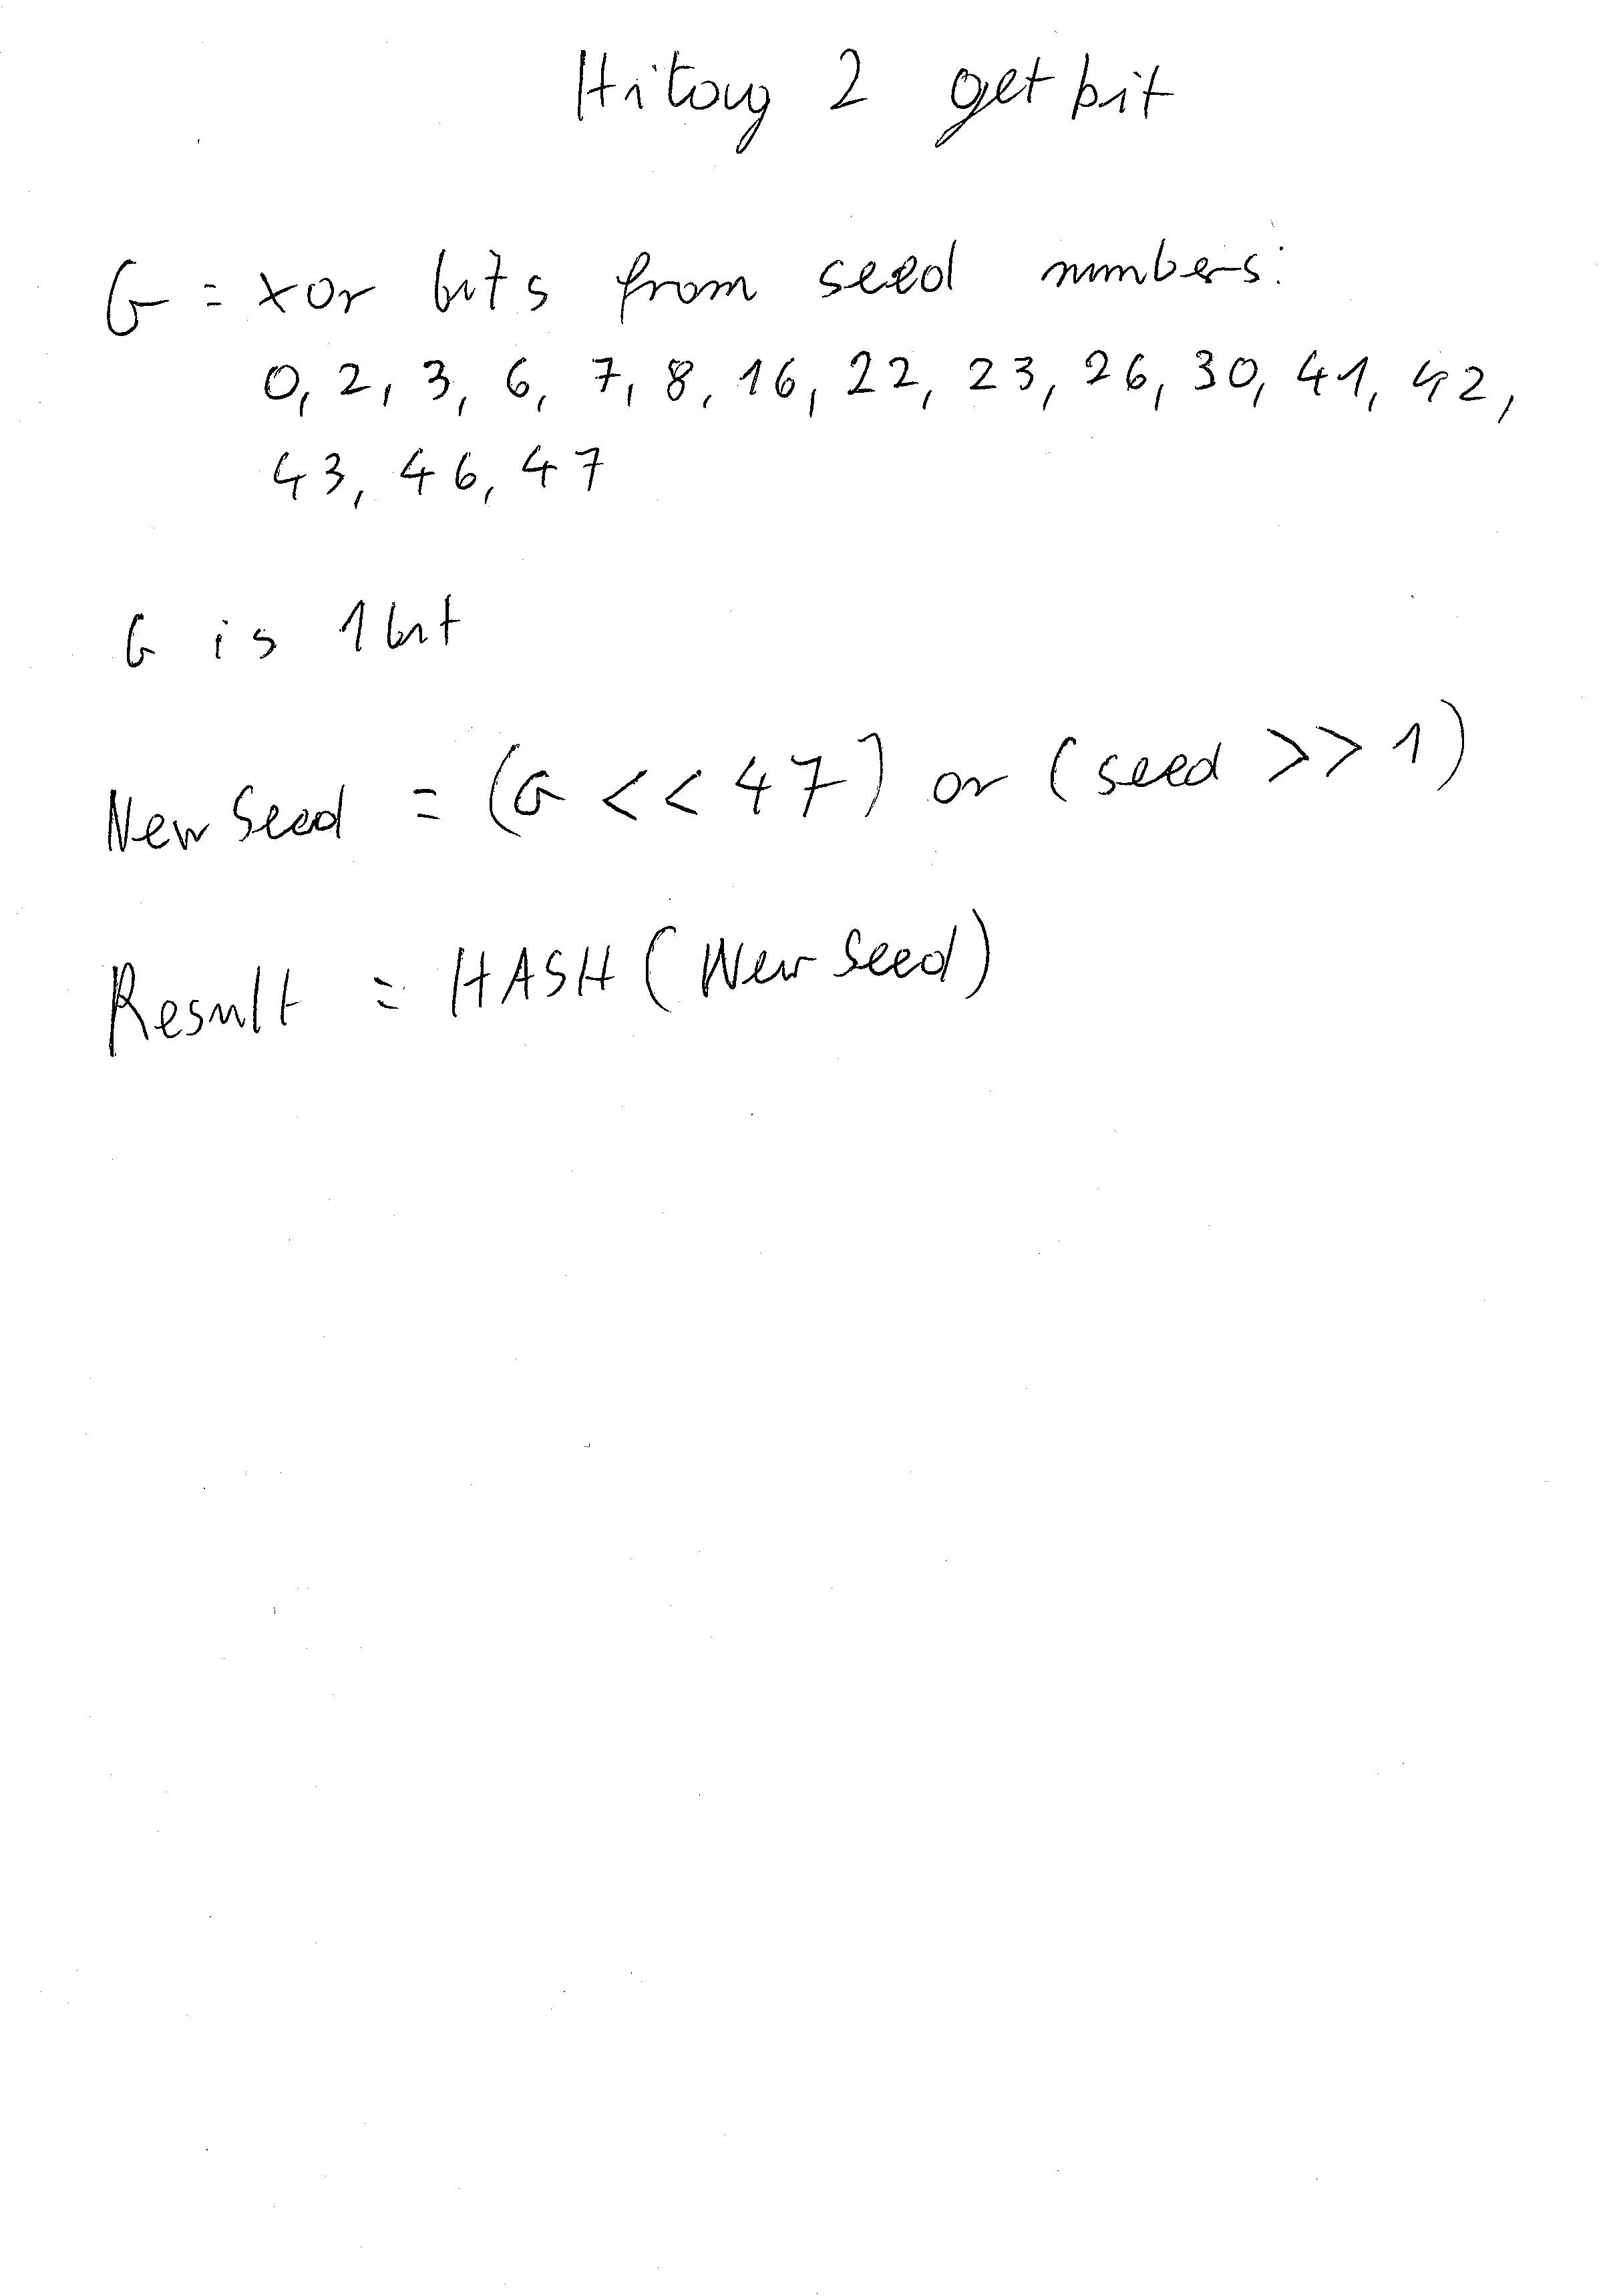 Hitag 2 get bit
G = xor bits from seed numbers:
0, 2, 3, 6, 7, 8, 16, 22, 23, 26, 30, 41, 42,
43, 46, 47
G is 1 bit
New Seed = (G << 47) or (seed >> 1)
Result = HASH (New Seed)